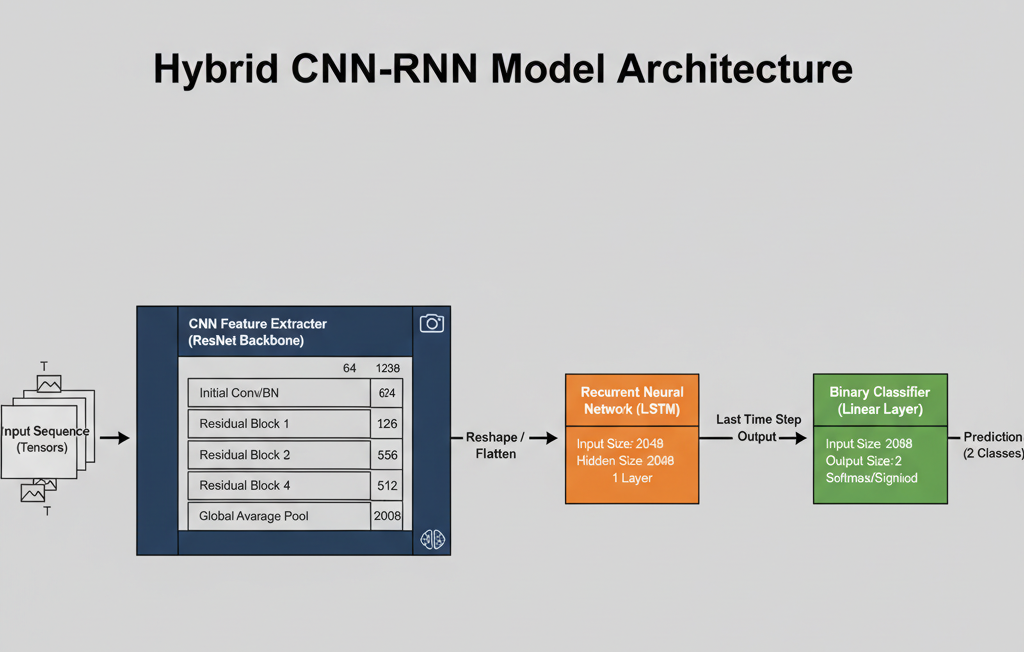 Hybrid CNN-RNN Model Architecture
T
Input Sequence
(Tensors)
T
CNN Feature Extracter
(ResNet Backbone)
64 1238
Initial Conv/BN 624
Residual Block 1 126
Residual Block 2 556
Residual Block 4 512
Global Avarage Pool 2008
Reshape /
Flatten
Recurrent Neural
Network (LSTM)
Input Size: 2048
Hidden Size 2048
1 Layer
Last Time Step
Output
Binary Classifier
(Linear Layer)
Input Size 2088
Output Size: 2
Softmas/Signiod
Prediction
(2 Classes)